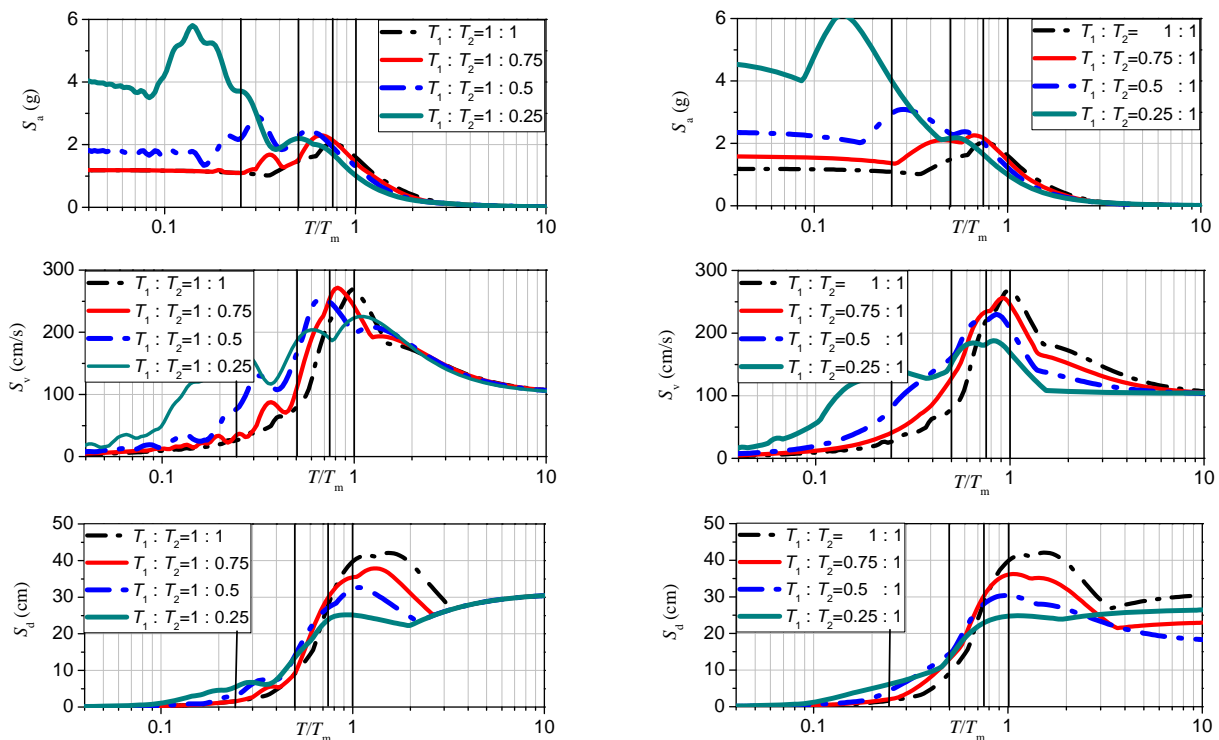 6
4
2
0
S_a (g)
T_1 : T_2=1 : 1
T_1 : T_2=1 : 0.75
T_1 : T_2=1 : 0.5
T_1 : T_2=1 : 0.25
0.1 T/T_m 1 10
6
4
2
0
S_a (g)
T_1 : T_2= 1 : 1
T_1 : T_2=0.75 : 1
T_1 : T_2=0.5 : 1
T_1 : T_2=0.25 : 1
0.1 T/T_m 1 10
300
200
100
0
S_v (cm/s)
T_1 : T_2=1 : 1
T_1 : T_2=1 : 0.75
T_1 : T_2=1 : 0.5
T_1 : T_2=1 : 0.25
0.1 T/T_m 1 10
300
200
100
0
S_v (cm/s)
T_1 : T_2= 1 : 1
T_1 : T_2=0.75 : 1
T_1 : T_2=0.5 : 1
T_1 : T_2=0.25 : 1
0.1 T/T_m 1 10
50
40
30
20
10
0
S_d (cm)
T_1 : T_2=1 : 1
T_1 : T_2=1 : 0.75
T_1 : T_2=1 : 0.5
T_1 : T_2=1 : 0.25
0.1 T/T_m 1 10
50
40
30
20
10
0
S_d (cm)
T_1 : T_2= 1 : 1
T_1 : T_2=0.75 : 1
T_1 : T_2=0.5 : 1
T_1 : T_2=0.25 : 1
0.1 T/T_m 1 10